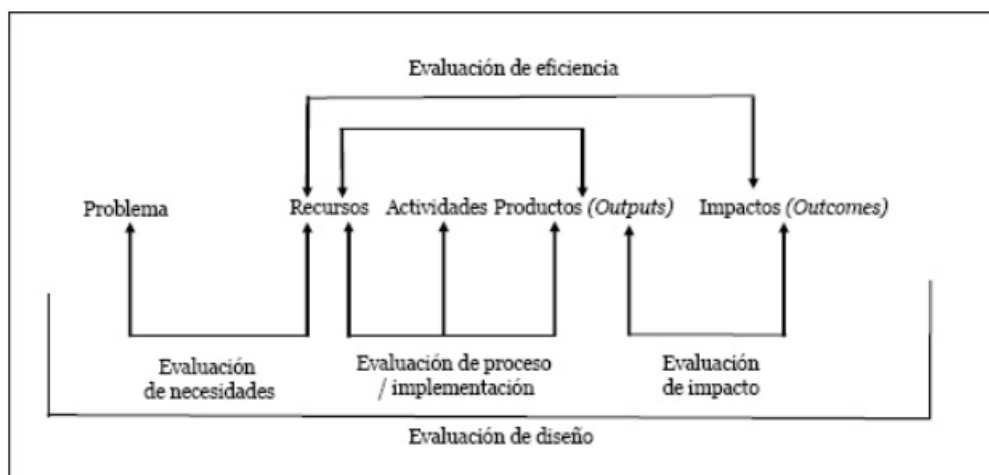 Evaluación de eficiencia
Problema Recursos Actividades Productos (Outputs) Impactos (Outcomes)
Evaluación
de necesidades
Evaluación de proceso
/ implementación
Evaluación
de impacto
Evaluación de diseño